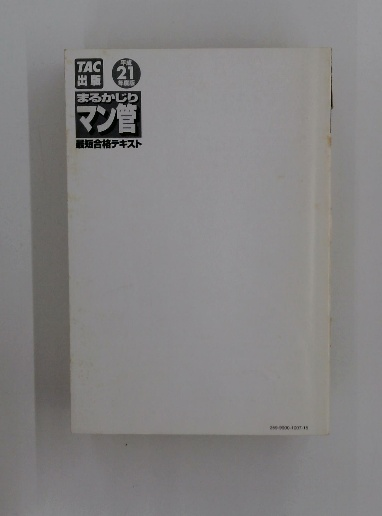 TAC
出版
平成
21
年度版
まるかじり
マン管
最短合格テキスト